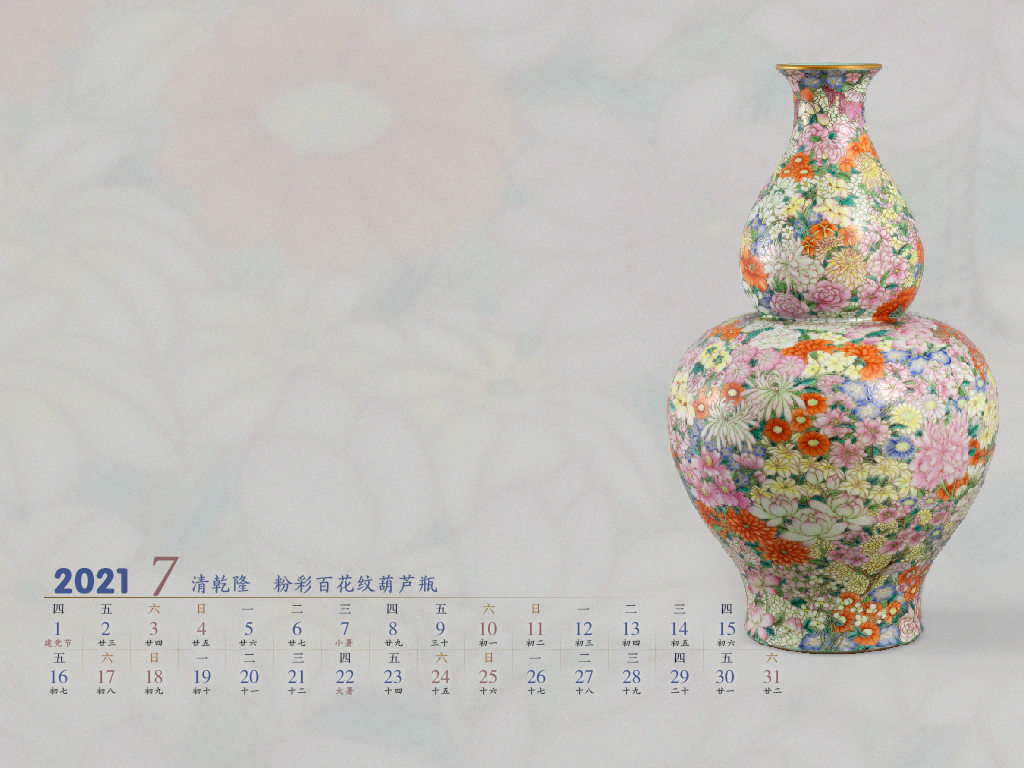 2021 7 清乾隆 粉彩百花纹葫芦瓶
四 五 六 日 一 二 三 四 五 六 日 一 二 三 四
1 2 3 4 5 6 7 8 9 10 11 12 13 14 15
建党节 廿三 廿四 廿五 廿六 廿七 小暑 廿九 三十 初一 初二 初三 初四 初五 初六
五 六 日 一 二 三 四 五 六 日 一 二 三 四 五 六
16 17 18 19 20 21 22 23 24 25 26 27 28 29 30 31
初七 初八 初九 初十 十一 十二 大暑 十四 十五 十六 十七 十八 十九 二十 廿一 廿二